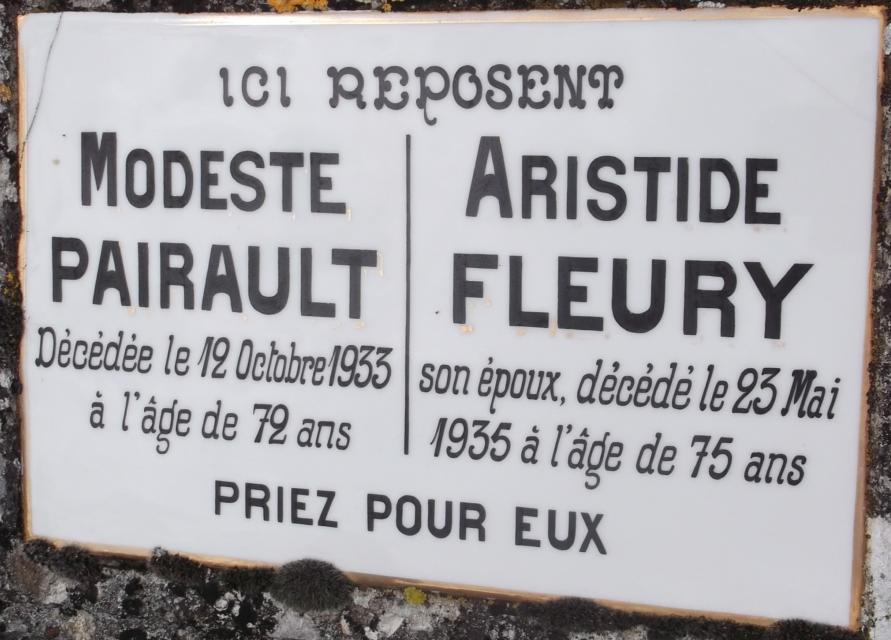 ICI REPOSENT
MODESTE
PAIRAULT
Décédée le 12 Octobre 1933
à l'âge de 72 ans
ARISTIDE
FLEURY
son époux, décédé le 23 Mai
1935 à l'âge de 75 ans
PRIEZ POUR EUX